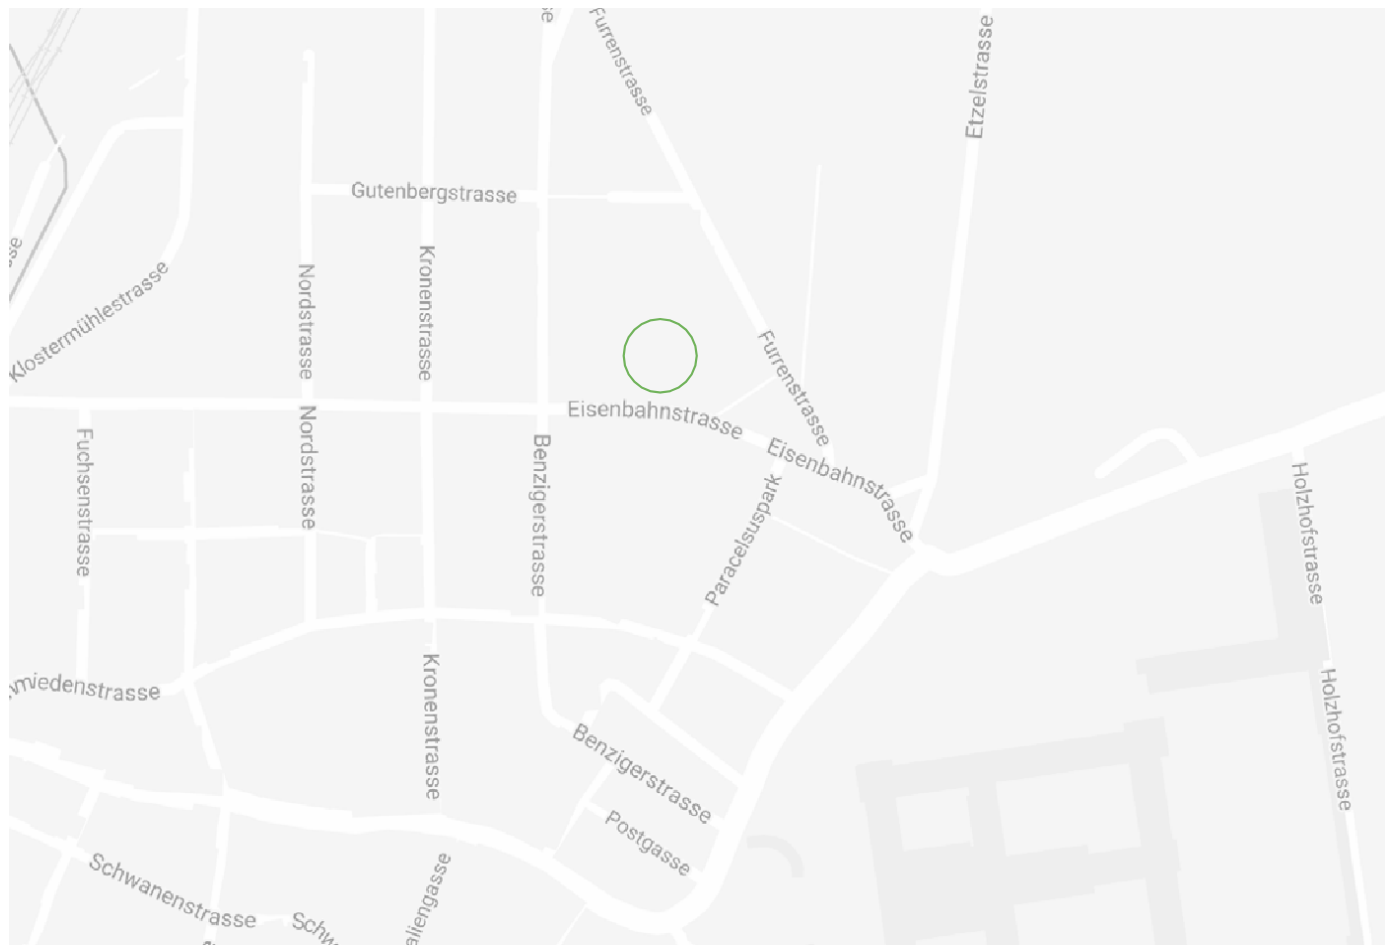 Furrenstrasse
Etzelstrasse
Gutenbergstrasse
Klostermühlestrasse
Nordstrasse
Kronenstrasse
Furrenstrasse
Eisenbahnstrasse
Nordstrasse
Fuchsenstrasse
Benzigerstrasse
Eisenbahnstrasse
Paracelsuspark
Holzhofstrasse
Kronenstrasse
Holzhofstrasse
Benzigerstrasse
Postgasse
Schwanenstrasse